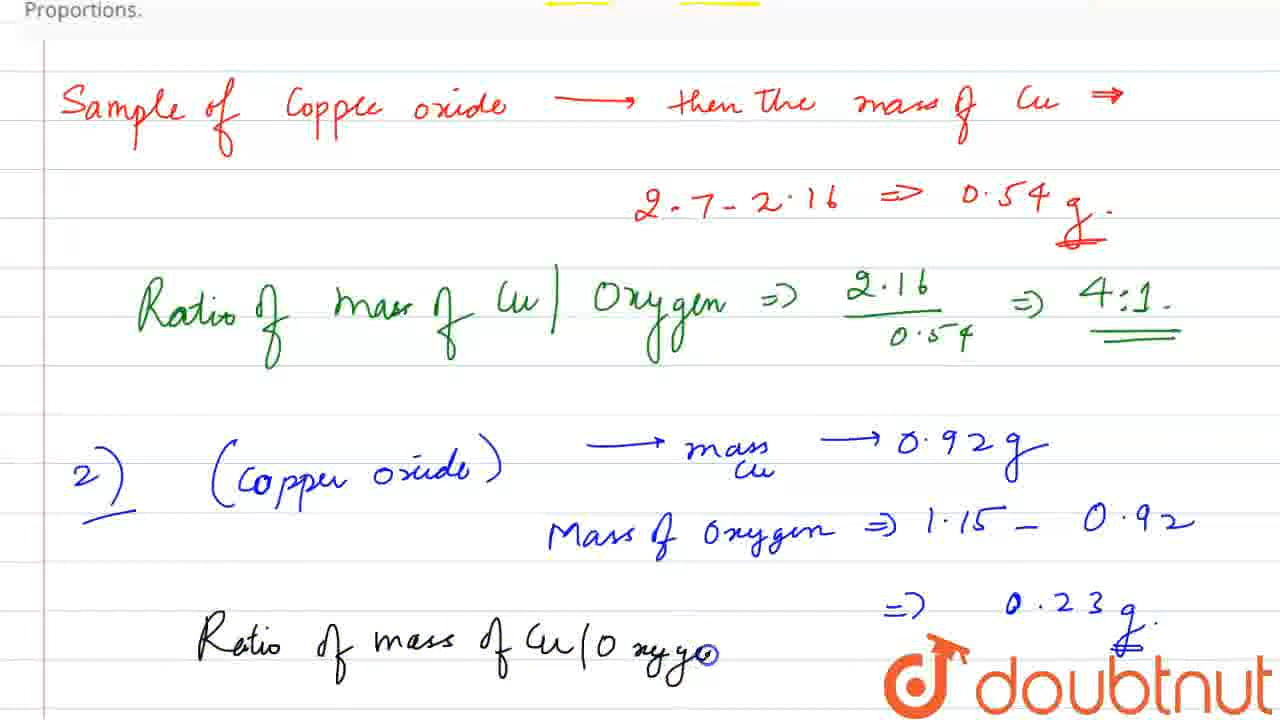 Proportions.
Sample of Copper oxide → then the mass of Cu ⇒
2.7 - 2.16 ⇒ 0.54 g.
Ratio of mass of Cu | Oxygen ⇒ 2.16 / 0.54 ⇒ 4:1.
2) (Copper oxide) → mass Cu → 0.92 g
Mass of Oxygen ⇒ 1.15 - 0.92
⇒ 0.23 g.
Ratio of mass of Cu / Oxyge
doubtnut